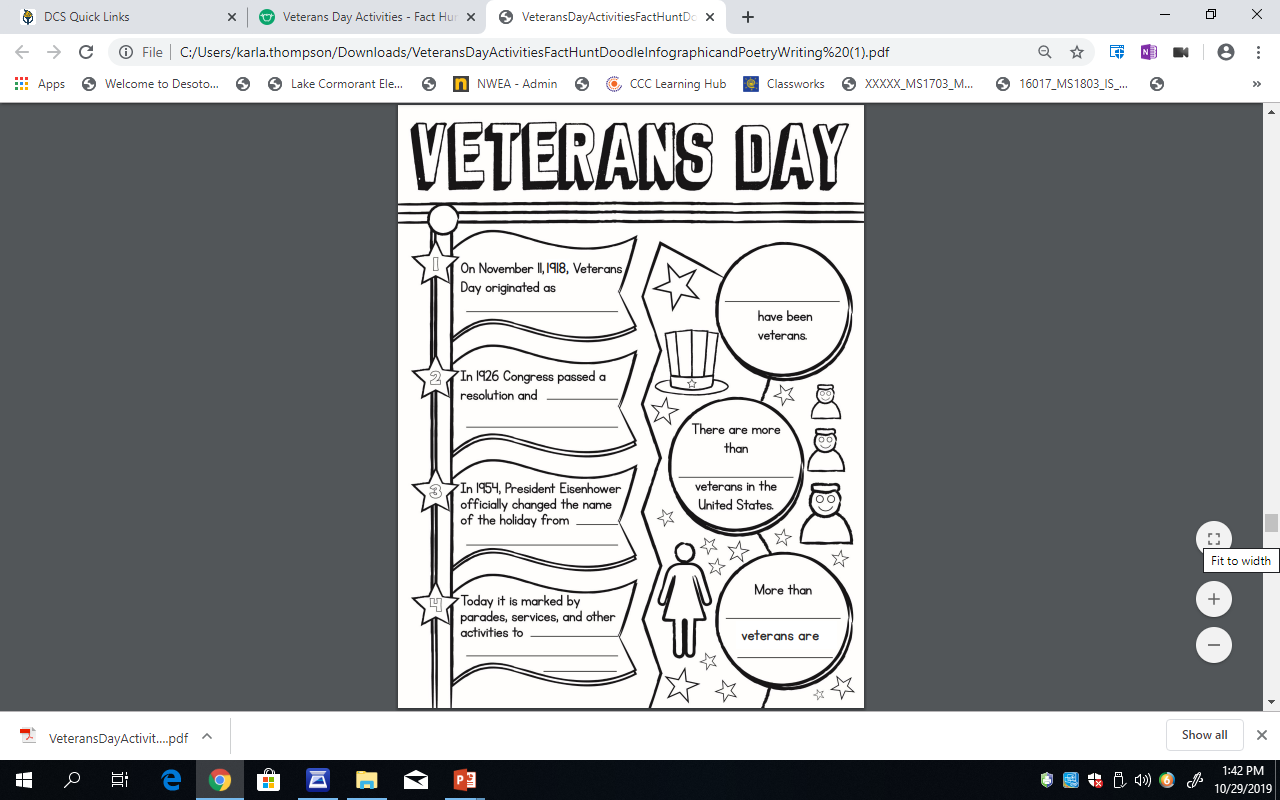 DCS Quick Links
Veterans Day Activities - Fact Hun
VeteransDayActivitiesFactHuntDo
File
C:/Users/karla.thompson/Downloads/VeteransDayActivitiesFactHuntDoodleInfographicandPoetryWriting%20(1).pdf
Apps
Welcome to Desoto...
Lake Cormorant Ele...
NWEA - Admin
CCC Learning Hub
Classworks
XXXXX_MS1703_M...
16017_MS1803_IS_...
»
VETERANS DAY
1
On November 11, 1918, Veterans
Day originated as
2
In 1926 Congress passed a
resolution and
3
In 1954, President Eisenhower
officially changed the name
of the holiday from
4
Today it is marked by
parades, services, and other
activities to
have been
veterans.
There are more
than
veterans in the
United States.
More than
veterans are
Fit to width
VeteransDayActivit....pdf
Show all
1:42 PM
10/29/2019